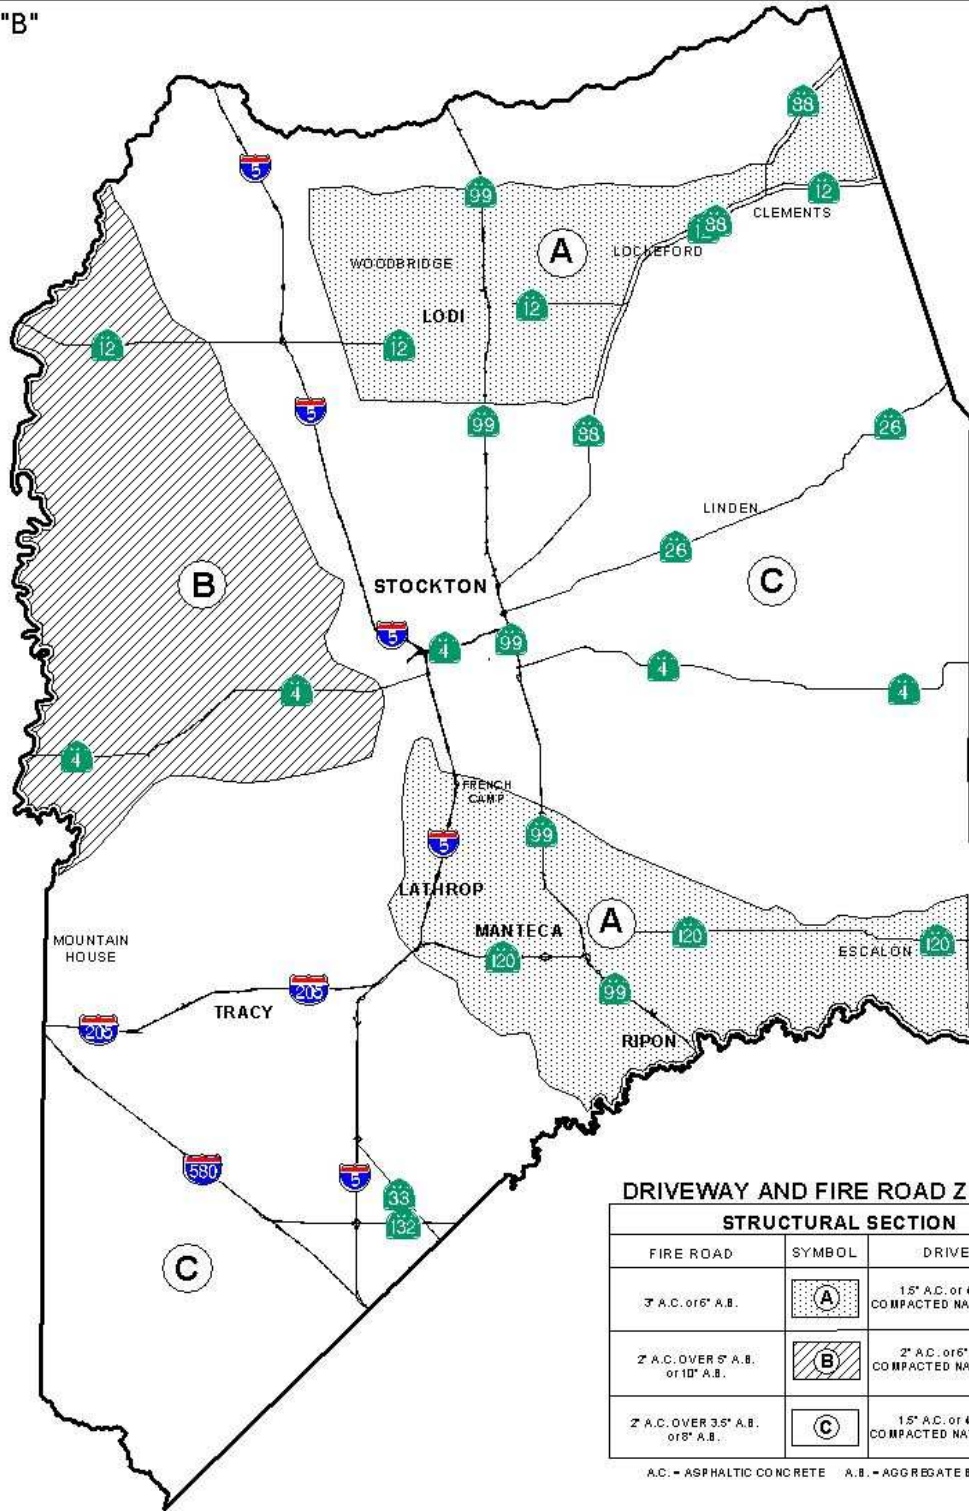 "B"
88
5
99
12
CLEMENTS
88
A
LOCKEFORD
WOODBRIDGE
12
LODI
12
12
5
99
88
26
LINDEN
26
B
STOCKTON
C
5
4
99
4
4
4
4
FRENCH
CAMP
99
5
LATHROP
MANTECA
A
120
120
ESCALON
120
MOUNTAIN
HOUSE
205
TRACY
99
205
RIPON
580
5
33
132
C
DRIVEWAY AND FIRE ROAD Z
STRUCTURAL SECTION
FIRE ROAD SYMBOL DRIVE
3" A.C. or 6" A.B. A 1.5" A.C. or
COMPACTED NA
2" A.C. OVER 5" A.B. or 10" A.B. B 2" A.C. or 6"
COMPACTED NA
2" A.C. OVER 3.5" A.B. or 8" A.B. C 1.5" A.C. or
COMPACTED NA
A.C. = ASPHALTIC CONCRETE A.B. = AGGREGATE B